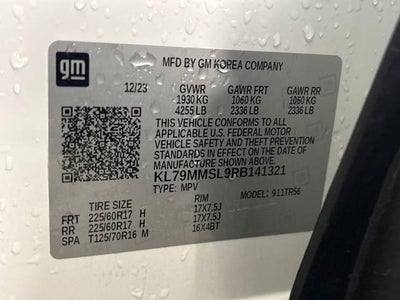 gm
MFD BY GM KOREA COMPANY
12/23 GVWR GAWR FRT GAWR RR
1930 KG 1060 KG 1060 KG
4255 LB 2336 LB 2336 LB
THIS VEHICLE CONFORMS TO ALL
APPLICABLE U.S. FEDERAL MOTOR
VEHICLE SAFETY AND THEFT
PREVENTION STANDARDS IN EFFECT ON
THE DATE OF MANUFACTURE SHOWN ABOVE.
KL79MMSL9RB141321
TYPE: MPV MODEL: 911TR56
TIRE SIZE RIM
FRT 225/60R17 H 17X7.5J
RR 225/60R17 H 17X7.5J
SPA T125/70R16 M 16X4BT